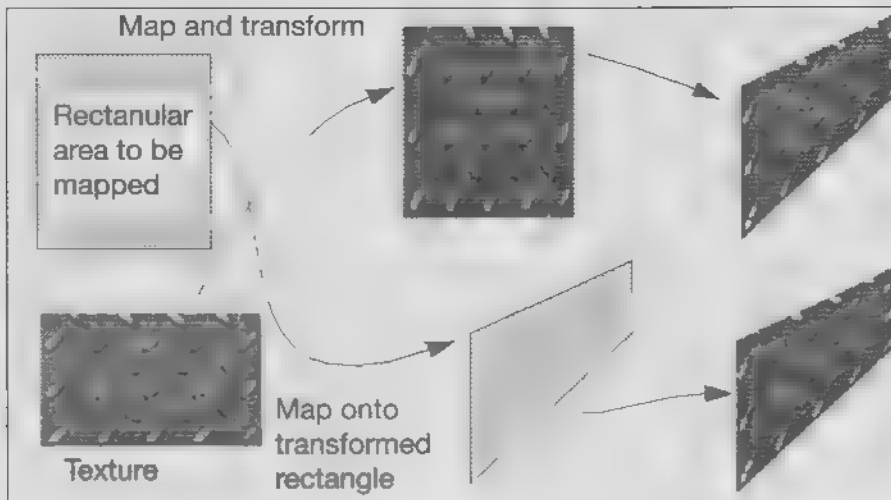 Map and transform
Rectanular
area to be
mapped
Map onto
transformed
rectangle
Texture